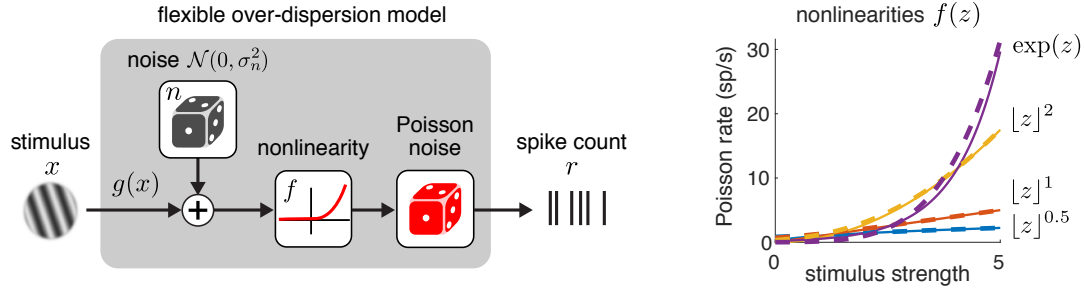 flexible over-dispersion model
noise 𝒩(0, σₙ²)
n
stimulus
x
g(x)
+
nonlinearity
f
Poisson
noise
spike count
r
nonlinearities f(z)
Poisson rate (sp/s)
30
20
10
0
0
5
stimulus strength
exp(z)
⌊z⌋²
⌊z⌋¹
⌊z⌋⁰·⁵